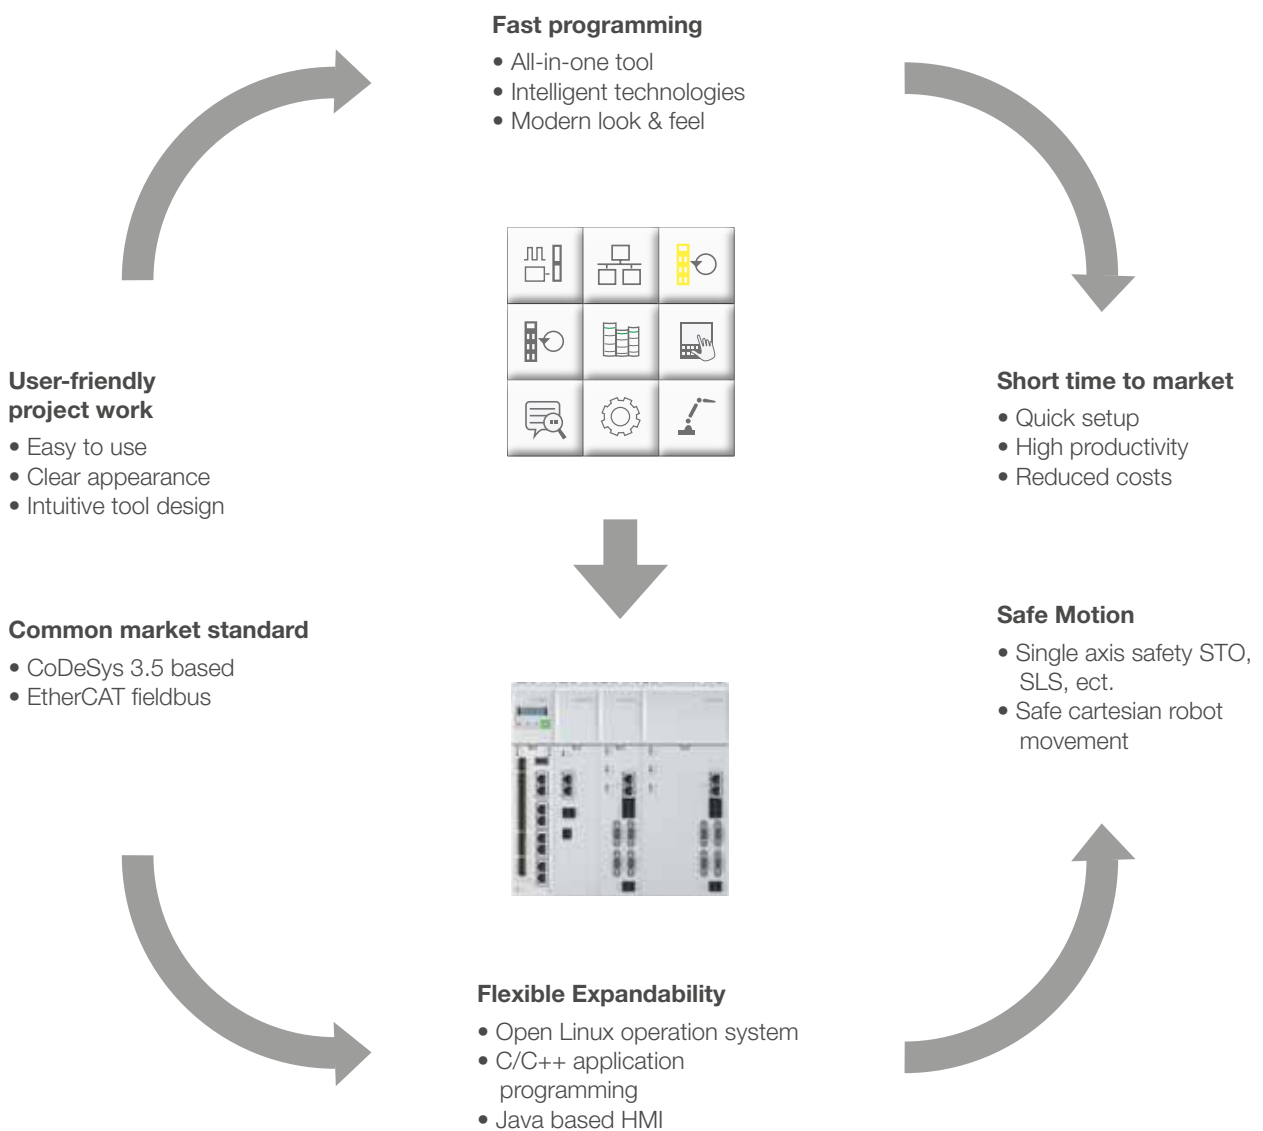 Fast programming
• All-in-one tool
• Intelligent technologies
• Modern look & feel
User-friendly
project work
• Easy to use
• Clear appearance
• Intuitive tool design
Short time to market
• Quick setup
• High productivity
• Reduced costs
Common market standard
• CoDeSys 3.5 based
• EtherCAT fieldbus
Safe Motion
• Single axis safety STO,
SLS, ect.
• Safe cartesian robot
movement
Flexible Expandability
• Open Linux operation system
• C/C++ application
programming
• Java based HMI